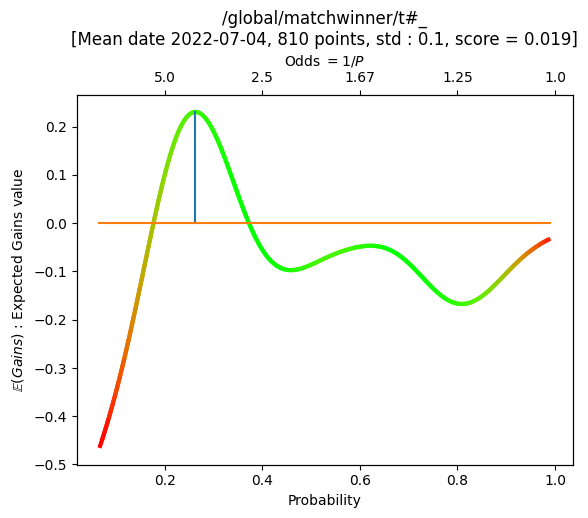 /global/matchwinner/t#_
[Mean date 2022-07-04, 810 points, std : 0.1, score = 0.019]
Odds = 1/P
5.0 2.5 1.67 1.25 1.0
0.2
0.1
0.0
−0.1
−0.2
−0.3
−0.4
−0.5
𝔼(Gains) : Expected Gains value
0.2 0.4 0.6 0.8 1.0
Probability